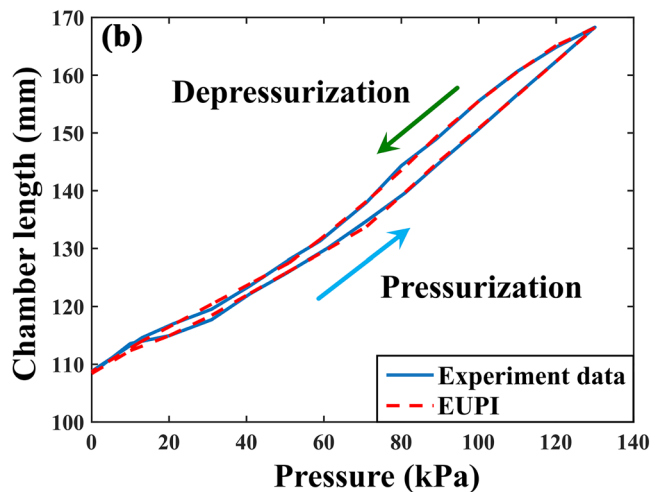 (b)
Depressurization
Pressurization
Experiment data
EUPI
Chamber length (mm)
170
160
150
140
130
120
110
100
0 20 40 60 80 100 120 140
Pressure (kPa)